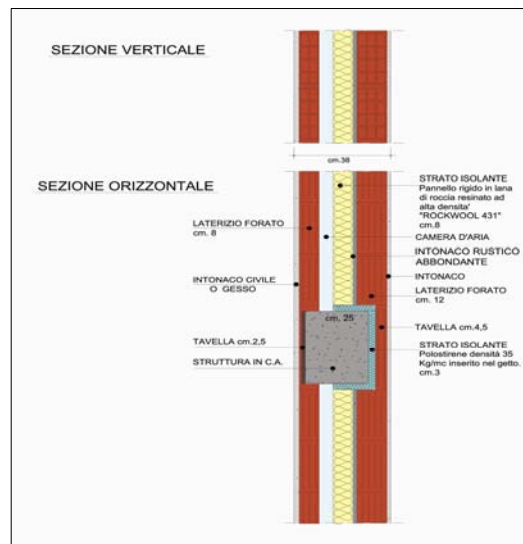 SEZIONE VERTICALE
cm.38
SEZIONE ORIZZONTALE
LATERIZIO FORATO
cm. 8
INTONACO CIVILE
O GESSO
TAVELLA cm.2,5
STRUTTURA IN C.A.
cm. 25
STRATO ISOLANTE
Pannello rigido in lana
di roccia resinato ad
alta densita'
"ROCKWOOL 431"
cm.8
CAMERA D'ARIA
INTONACO RUSTICO
ABBONDANTE
INTONACO
LATERIZIO FORATO
cm. 12
TAVELLA cm.4,5
STRATO ISOLANTE
Polostirene densità 35
Kg/mc inserito nel getto.
cm.3